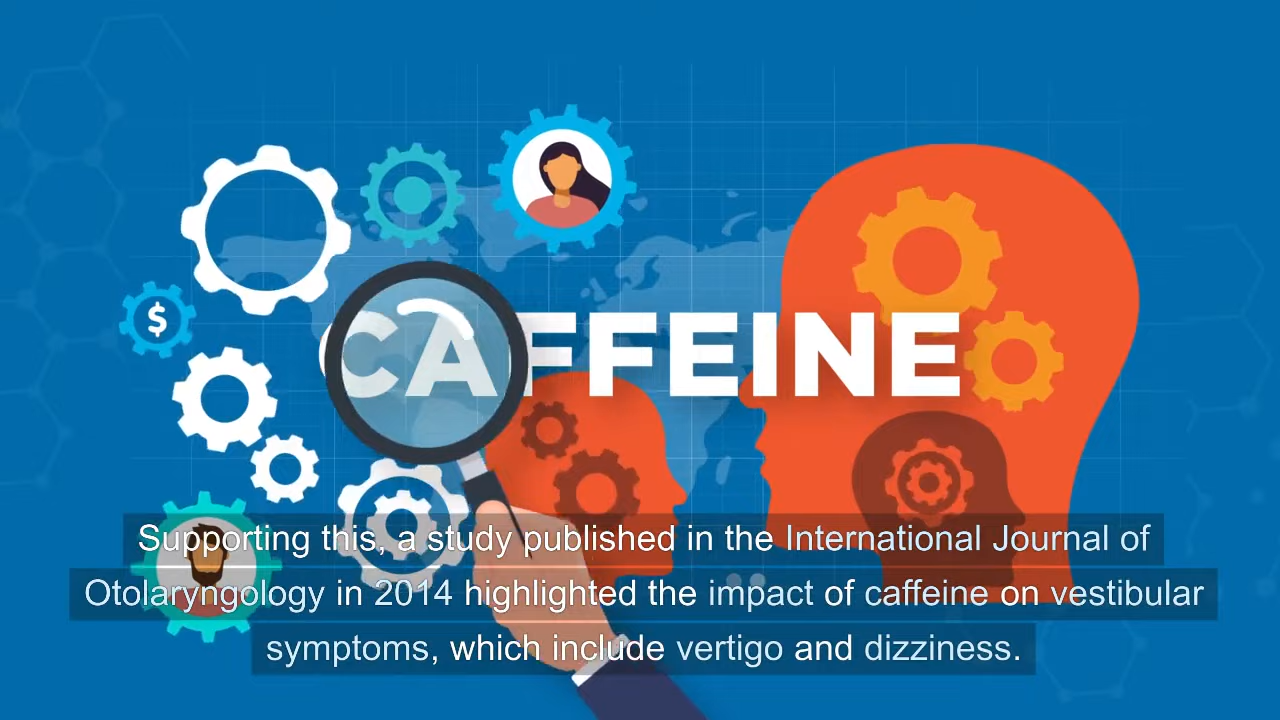 $
CAFFEINE
Supporting this, a study published in the International Journal of
Otolaryngology in 2014 highlighted the impact of caffeine on vestibular
symptoms, which include vertigo and dizziness.